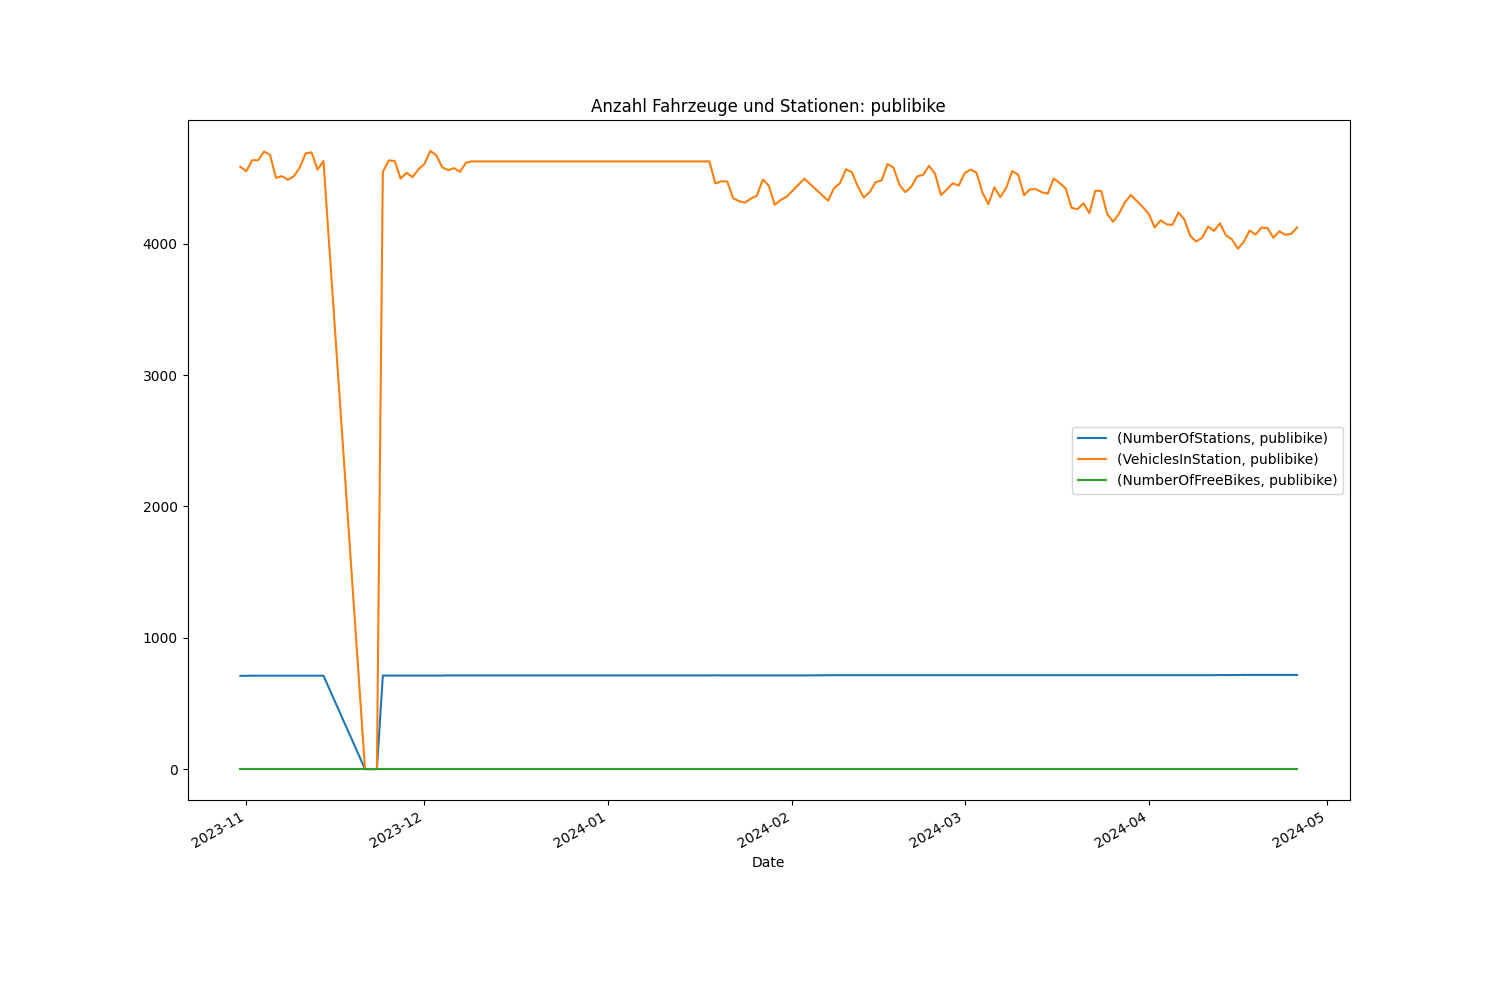 Anzahl Fahrzeuge und Stationen: publibike
4000
3000
2000
1000
0
(NumberOfStations, publibike)
(VehiclesInStation, publibike)
(NumberOfFreeBikes, publibike)
2023-11
2023-12
2024-01
2024-02
2024-03
2024-04
2024-05
Date